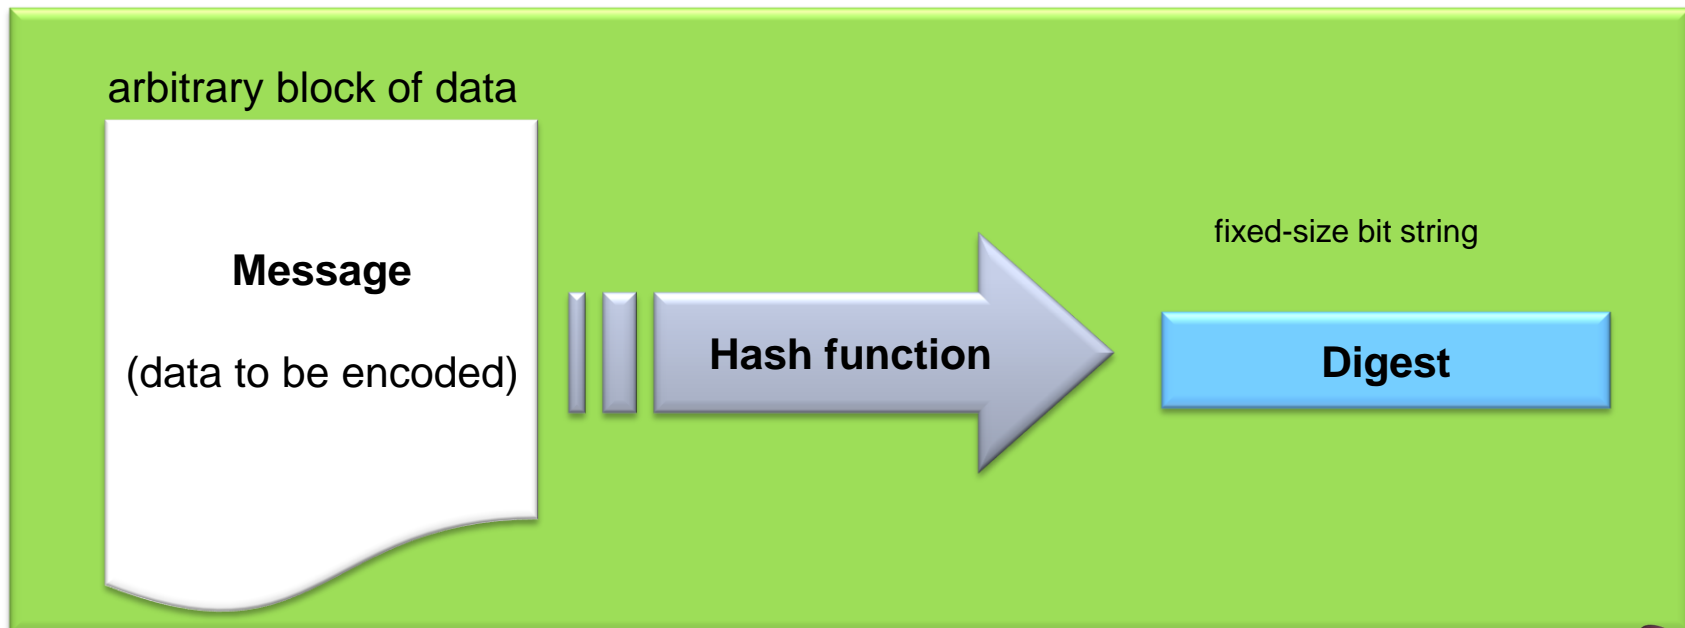 arbitrary block of data
Message
(data to be encoded)
Hash function
fixed-size bit string
Digest